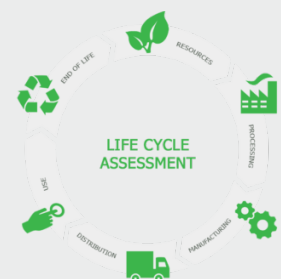 LIFE CYCLE
ASSESSMENT
RESOURCES
PROCESSING
MANUFACTURING
DISTRIBUTION
USE
END OF LIFE